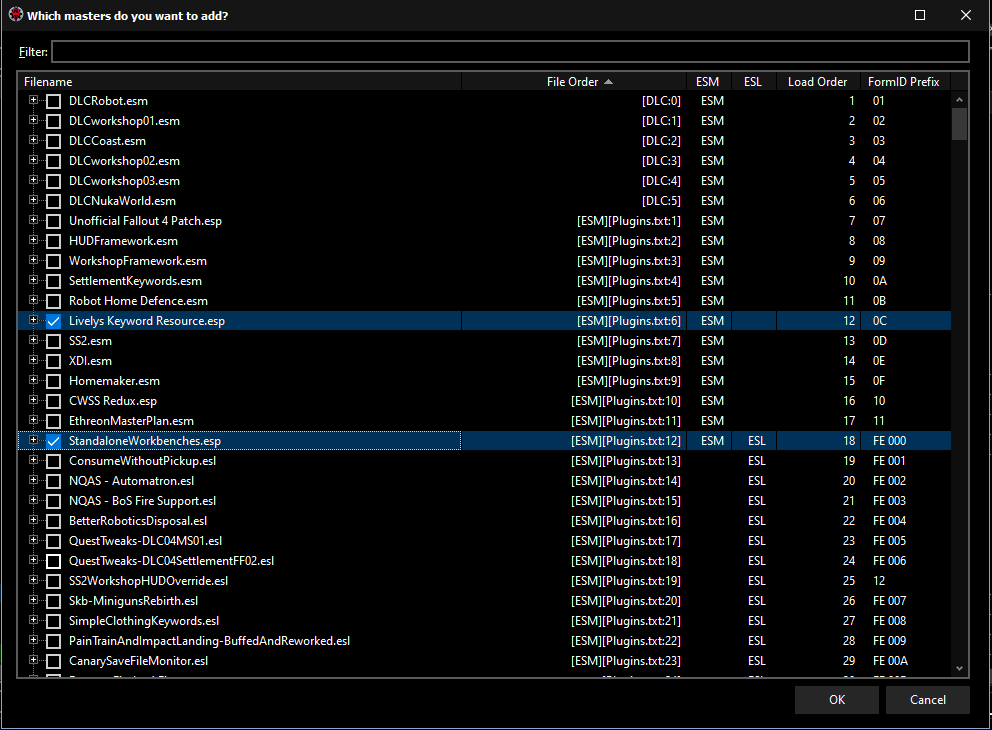 Which masters do you want to add?
Filter:
Filename File Order ESM ESL Load Order FormID Prefix
DLCRobot.esm [DLC:0] ESM 1 01
DLCworkshop01.esm [DLC:1] ESM 2 02
DLCCoast.esm [DLC:2] ESM 3 03
DLCworkshop02.esm [DLC:3] ESM 4 04
DLCworkshop03.esm [DLC:4] ESM 5 05
DLCNukaWorld.esm [DLC:5] ESM 6 06
Unofficial Fallout 4 Patch.esp [ESM][Plugins.txt:1] ESM 7 07
HUDFramework.esm [ESM][Plugins.txt:2] ESM 8 08
WorkshopFramework.esm [ESM][Plugins.txt:3] ESM 9 09
SettlementKeywords.esm [ESM][Plugins.txt:4] ESM 10 0A
Robot Home Defence.esm [ESM][Plugins.txt:5] ESM 11 0B
Livelys Keyword Resource.esp [ESM][Plugins.txt:6] ESM 12 0C
SS2.esm [ESM][Plugins.txt:7] ESM 13 0D
XDI.esm [ESM][Plugins.txt:8] ESM 14 0E
Homemaker.esm [ESM][Plugins.txt:9] ESM 15 0F
CWSS Redux.esp [ESM][Plugins.txt:10] ESM 16 10
EthreonMasterPlan.esm [ESM][Plugins.txt:11] ESM 17 11
StandaloneWorkbenches.esp [ESM][Plugins.txt:12] ESM ESL 18 FE 000
ConsumeWithoutPickup.esl [ESM][Plugins.txt:13] ESL 19 FE 001
NQAS - Automatron.esl [ESM][Plugins.txt:14] ESL 20 FE 002
NQAS - BoS Fire Support.esl [ESM][Plugins.txt:15] ESL 21 FE 003
BetterRoboticsDisposal.esl [ESM][Plugins.txt:16] ESL 22 FE 004
QuestTweaks-DLC04MS01.esl [ESM][Plugins.txt:17] ESL 23 FE 005
QuestTweaks-DLC04SettlementFF02.esl [ESM][Plugins.txt:18] ESL 24 FE 006
SS2WorkshopHUDOverride.esl [ESM][Plugins.txt:19] ESL 25 12
Skb-MinigunsRebirth.esl [ESM][Plugins.txt:20] ESL 26 FE 007
SimpleClothingKeywords.esl [ESM][Plugins.txt:21] ESL 27 FE 008
PainTrainAndImpactLanding-BuffedAndReworked.esl [ESM][Plugins.txt:22] ESL 28 FE 009
CanarySaveFileMonitor.esl [ESM][Plugins.txt:23] ESL 29 FE 00A
OK Cancel